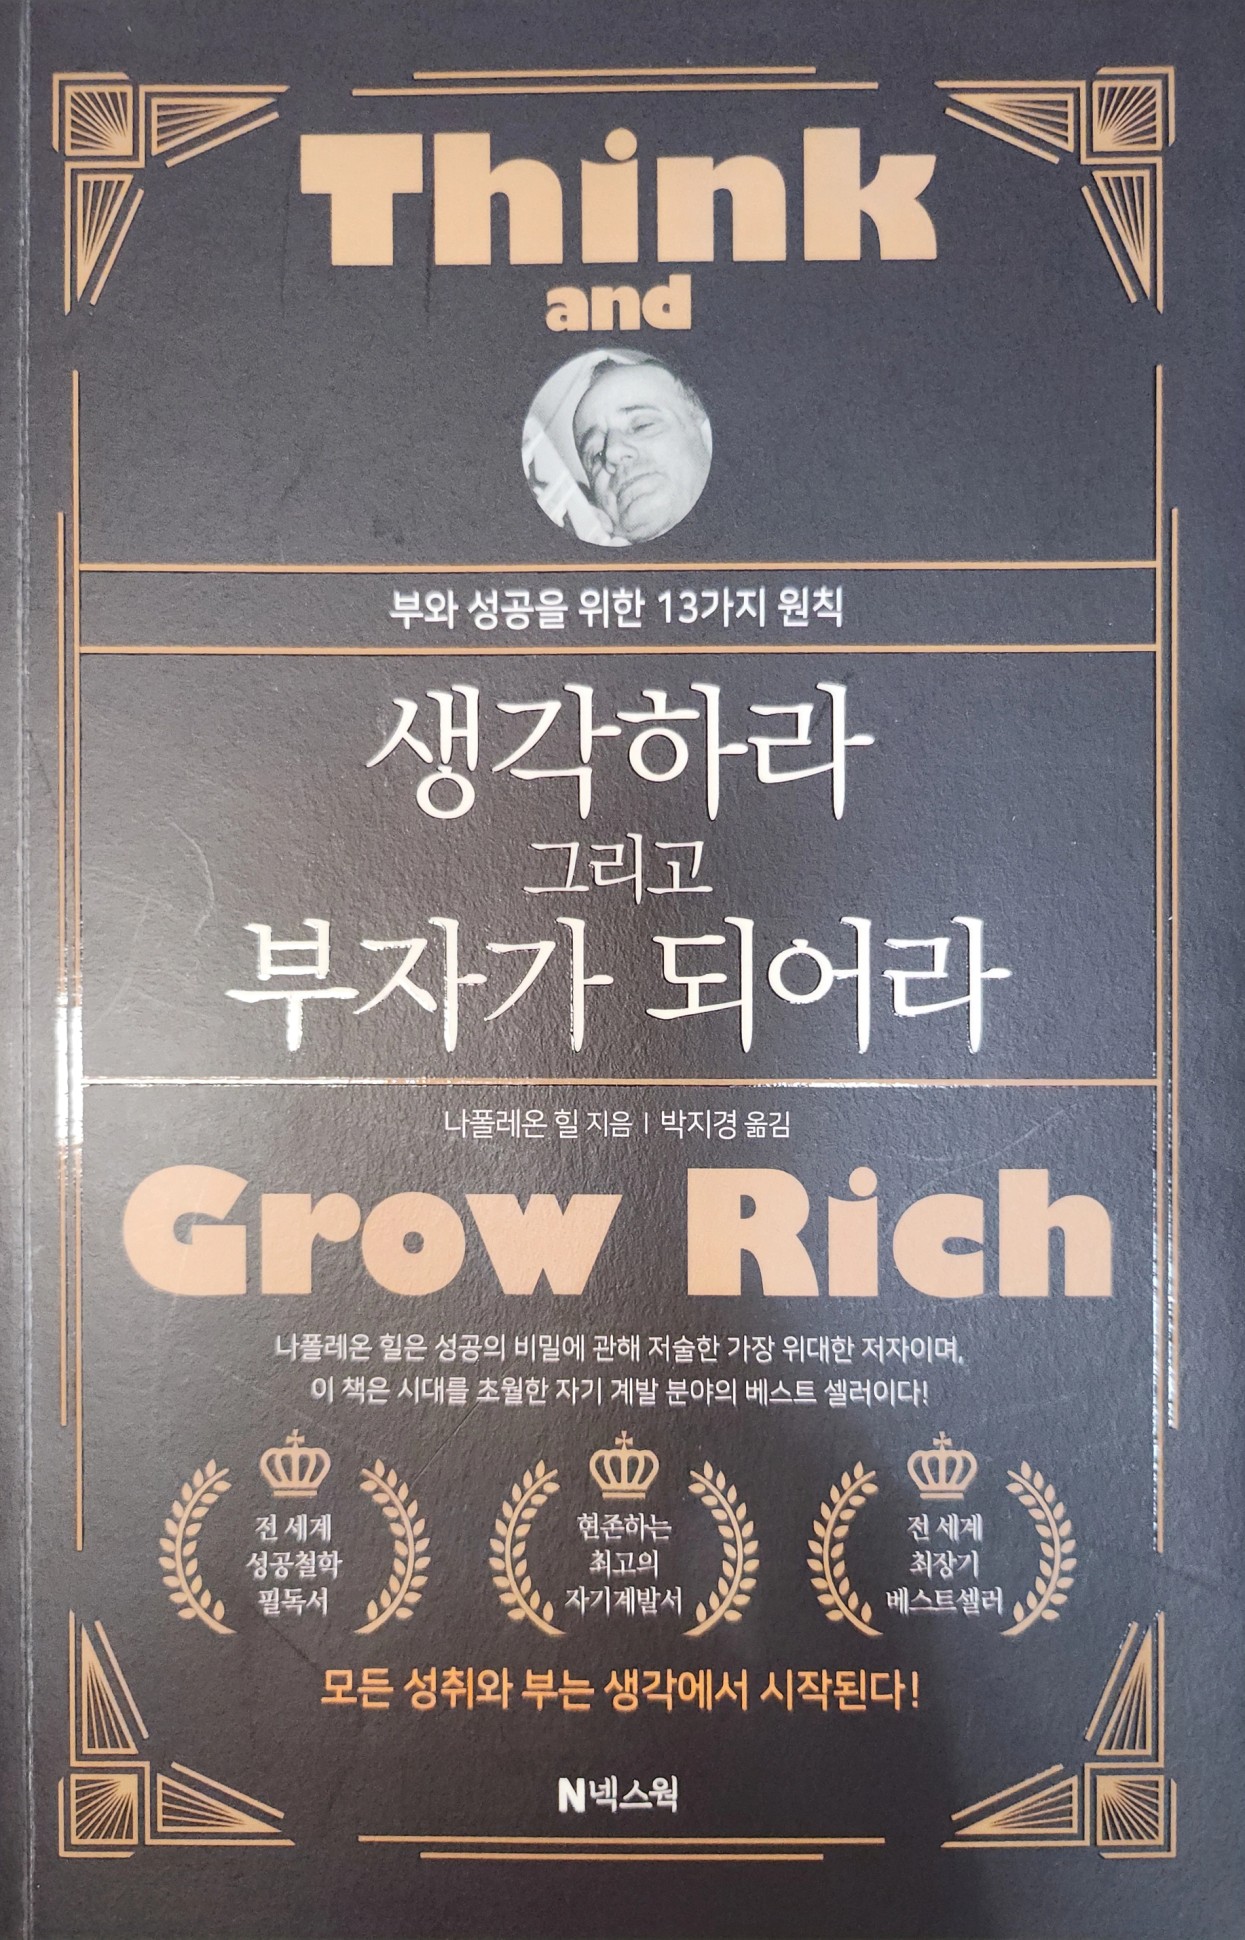 Think
and
부와 성공을 위한 13가지 원칙
생각하라
그리고
부자가 되어라
나폴레온 힐 지음 | 박지경 옮김
Grow Rich
나폴레온 힐은 성공의 비밀에 관해 저술한 가장 위대한 저자이며,
이 책은 시대를 초월한 자기 계발 분야의 베스트 셀러이다!
전 세계
성공철학
필독서
현존하는
최고의
자기계발서
전 세계
최장기
베스트셀러
모든 성취와 부는 생각에서 시작된다!
N넥스웍